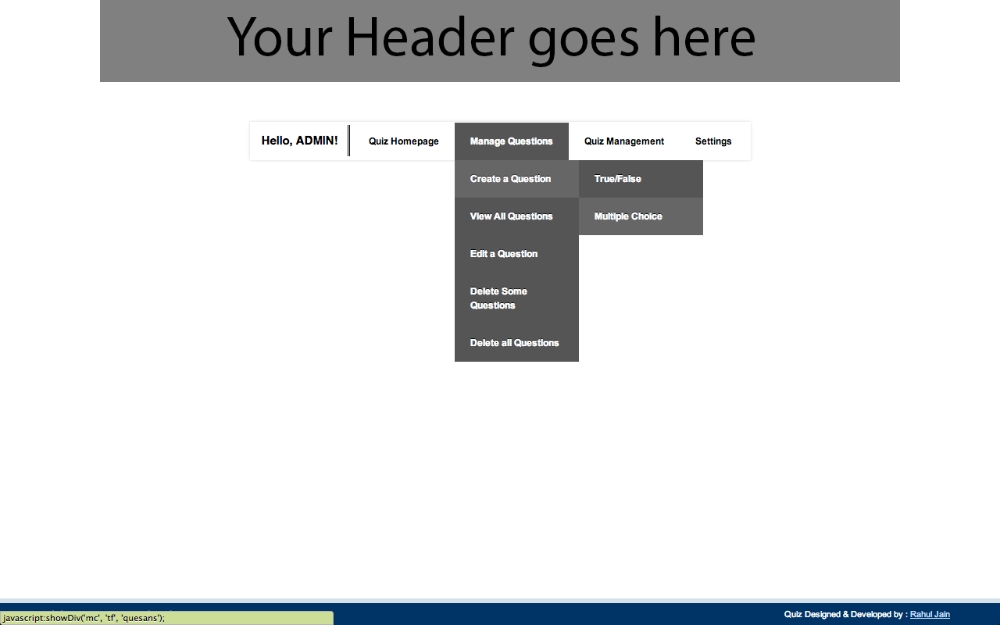 Your Header goes here
Hello, ADMIN!
Quiz Homepage
Manage Questions
Quiz Management
Settings
Create a Question
True/False
View All Questions
Multiple Choice
Edit a Question
Delete Some
Questions
Delete all Questions
Quiz Designed & Developed by : Rahul Jain
javascript:showDiv('mc', 'tf', 'quesans');